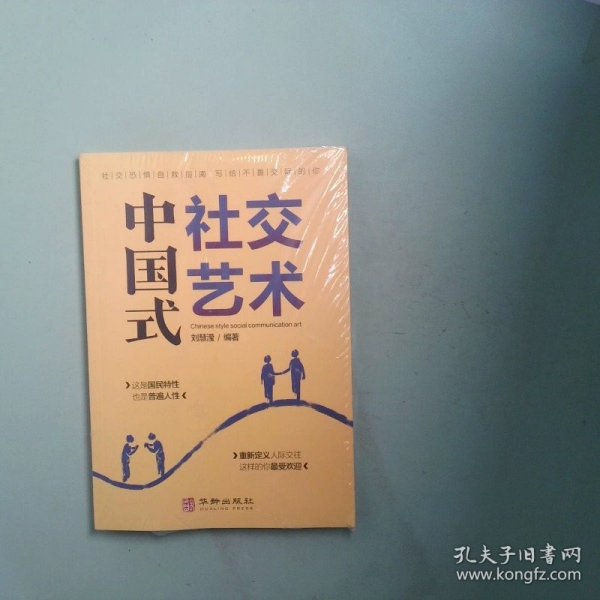 社交恐惧自救指南 写给不善交际的你
中国式
社交
艺术
Chinese style social communication art
刘慧滢 / 编著
这是国民特性
也是普遍人性
重新定义人际交往
这样的你最受欢迎
华龄出版社
HUALING PRESS
孔夫子旧书网
www.kongfz.com